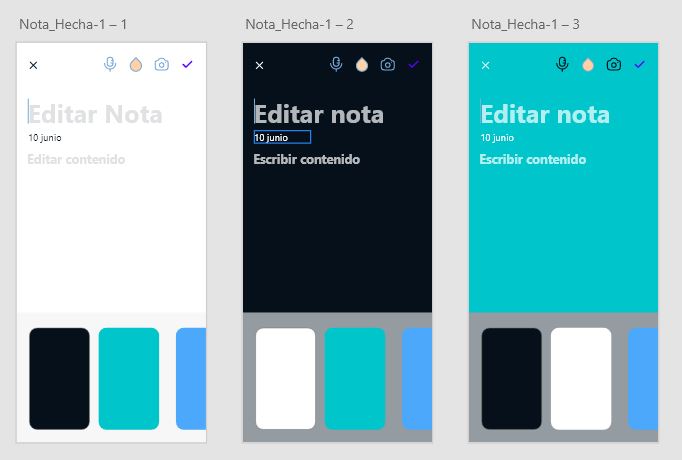 Nota_Hecha-1 – 1
Editar Nota
10 junio
Editar contenido
Nota_Hecha-1 – 2
Editar nota
10 junio
Escribir contenido
Nota_Hecha-1 – 3
Editar nota
10 junio
Escribir contenido